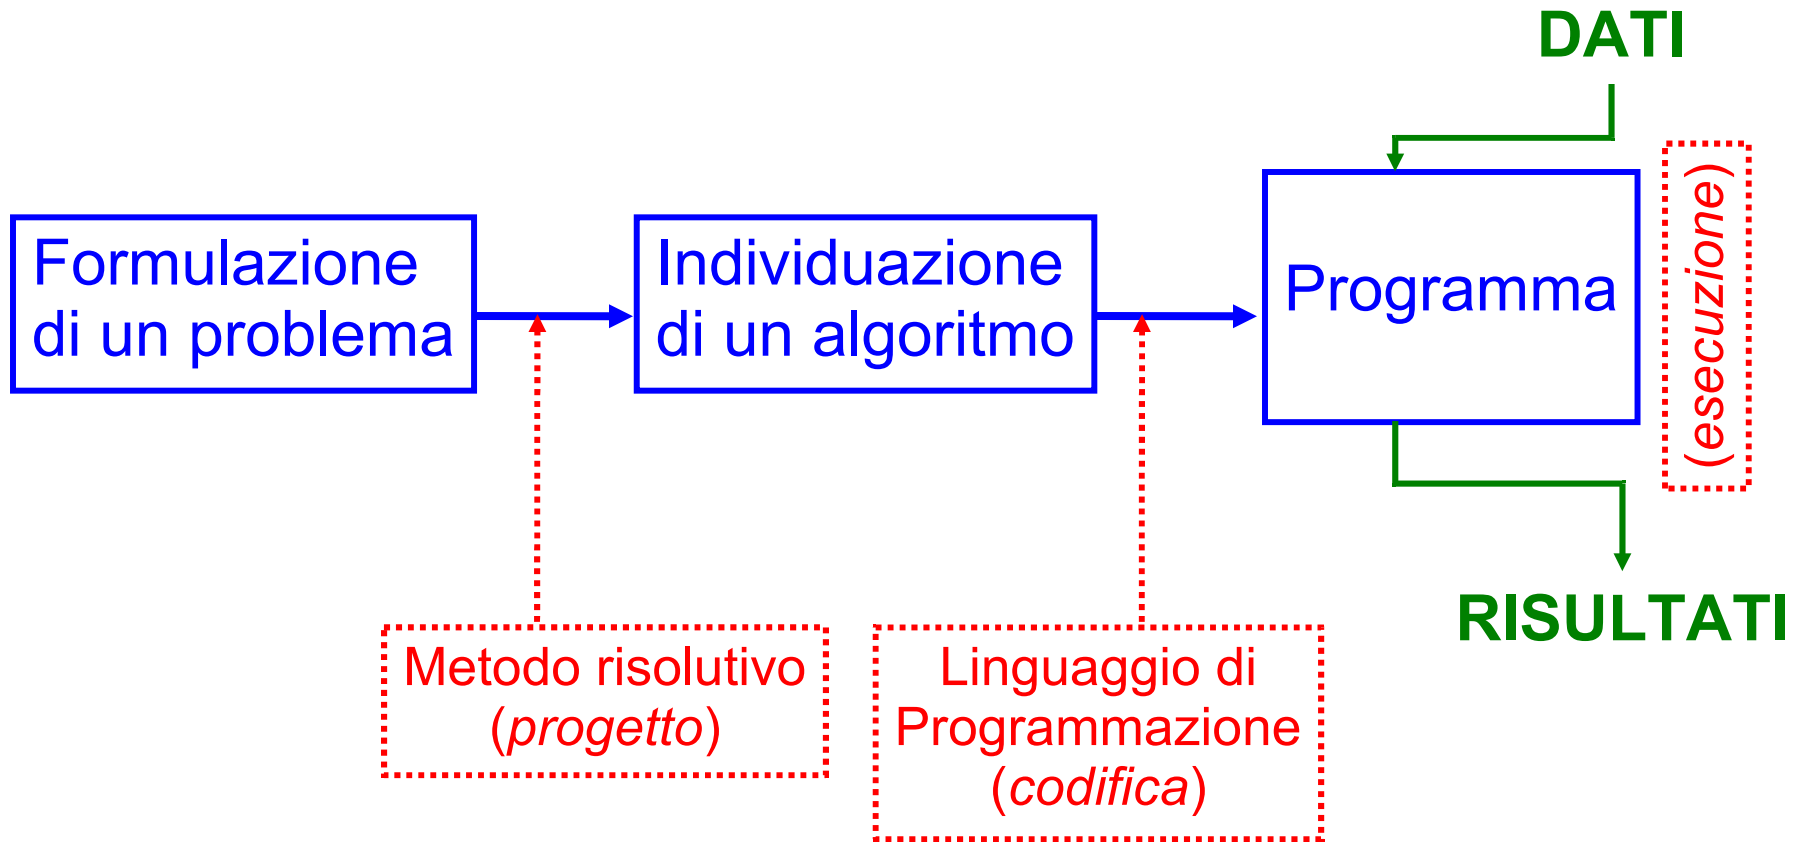 DATI
Formulazione
di un problema
Individuazione
di un algoritmo
Programma
(esecuzione)
RISULTATI
Metodo risolutivo
(progetto)
Linguaggio di
Programmazione
(codifica)